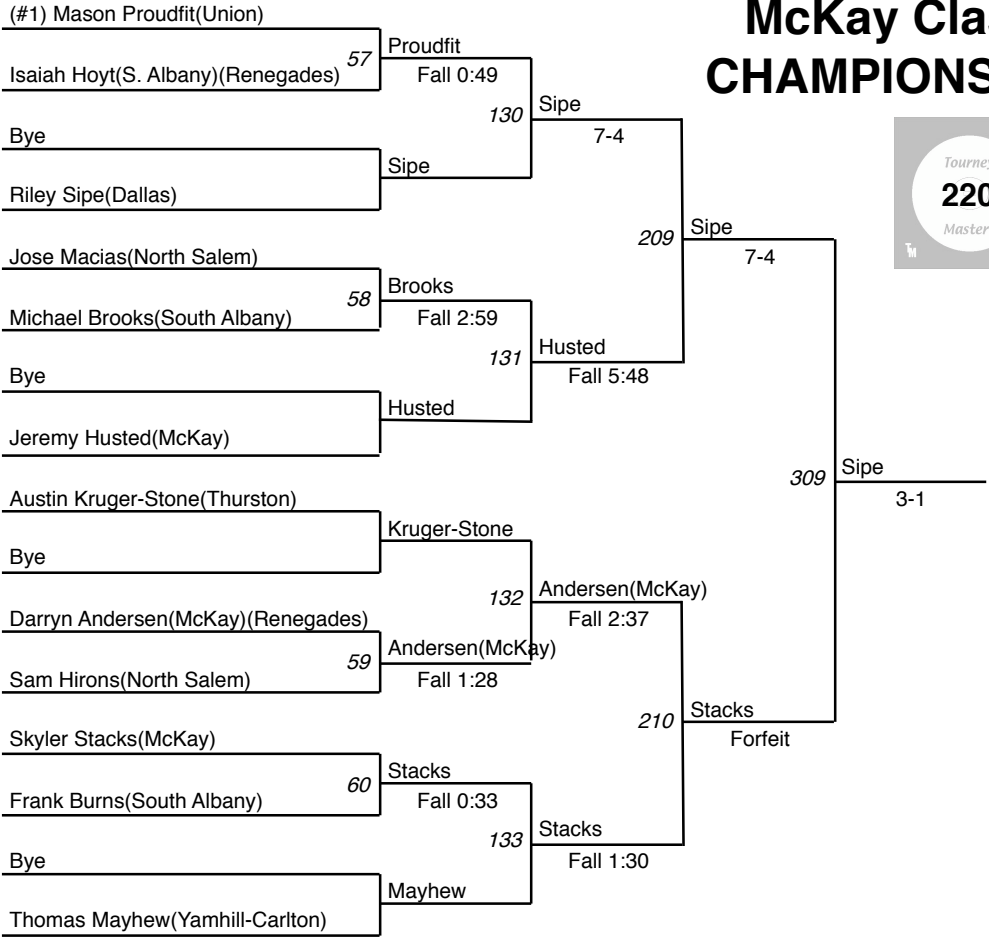 McKay Cla
CHAMPIONS
Tourney
220
Master
TM
(#1) Mason Proudfit(Union)
57
Isaiah Hoyt(S. Albany)(Renegades)
Proudfit
Fall 0:49
130
Bye
Sipe
Riley Sipe(Dallas)
Sipe
7-4
209
Jose Macias(North Salem)
58
Michael Brooks(South Albany)
Brooks
Fall 2:59
131
Bye
Husted
Jeremy Husted(McKay)
Husted
Fall 5:48
Sipe
7-4
309
Sipe
3-1
Austin Kruger-Stone(Thurston)
Kruger-Stone
Bye
132
Darryn Andersen(McKay)(Renegades)
59
Sam Hirons(North Salem)
Andersen(McKay)
Fall 1:28
Andersen(McKay)
Fall 2:37
210
Skyler Stacks(McKay)
60
Frank Burns(South Albany)
Stacks
Fall 0:33
133
Bye
Mayhew
Thomas Mayhew(Yamhill-Carlton)
Stacks
Fall 1:30
Stacks
Forfeit